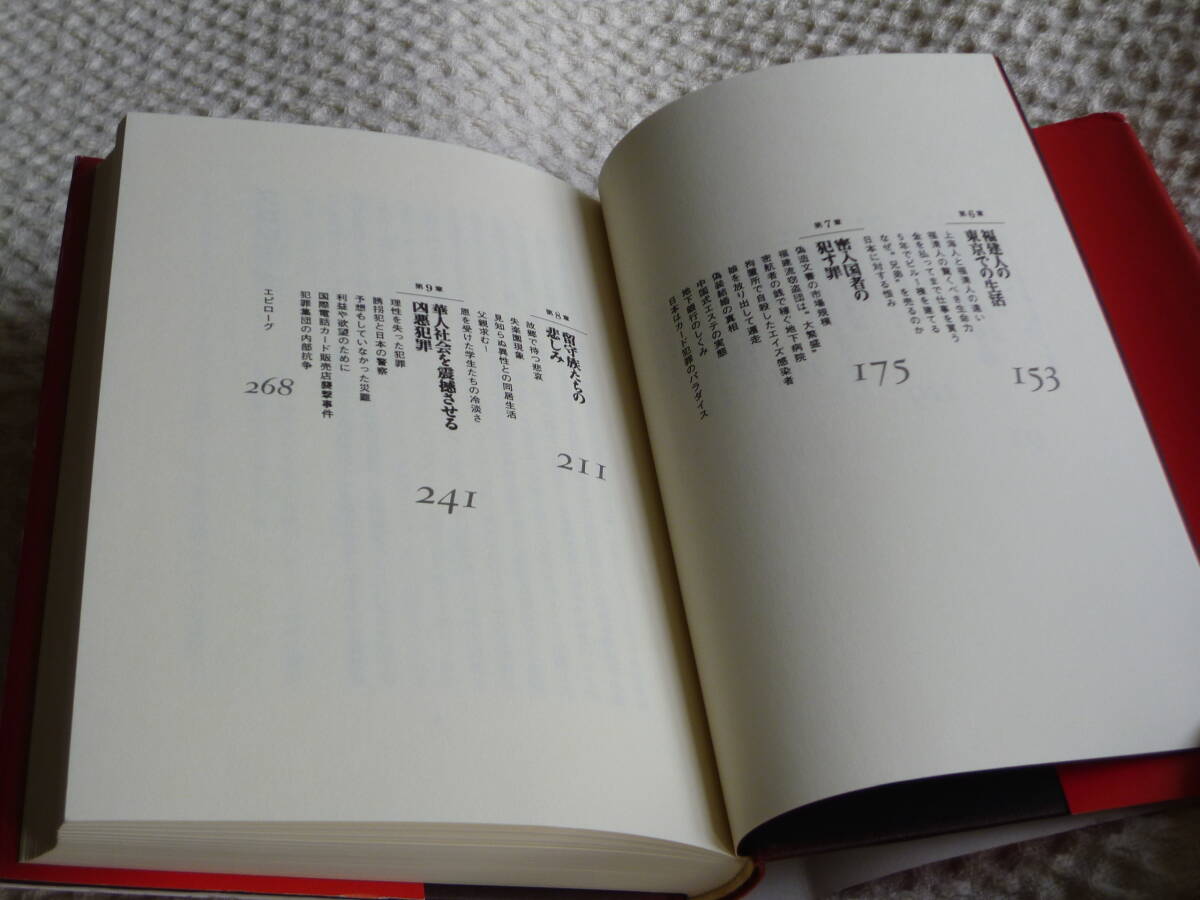 第6章
福建人の
東京での生活
上海人と福建人の違い
福建人の驚くべき生命力
金を払ってまで仕事を買う
5年でビル一棟を建てる
なぜ〝兄弟〟を売るのか
日本に対する恨み
153
第7章
密入国者の
犯す罪
偽造文書の市場規模
福建流窃盗団は〝大繁盛〟
密航者の銭で稼ぐ地下病院
拘置所で自殺したエイズ感染者
娘を放り出して遁走
偽装結婚の真相
中国式エステの実態
地下銀行のしくみ
日本はカード犯罪のパラダイス
175
第8章
留守族たちの
悲しみ
故郷で待つ悲哀
失楽園現象
見知らぬ異性との同居生活
父親求む!
恩を受けた学生たちの冷淡さ
211
第9章
華人社会を震撼させる
凶悪犯罪
理性を失った犯罪
誘拐犯と日本の警察
予想もしていなかった災難
利益や欲望のために
国際電話カード販売店襲撃事件
犯罪集団の内部抗争
241
エピローグ
268